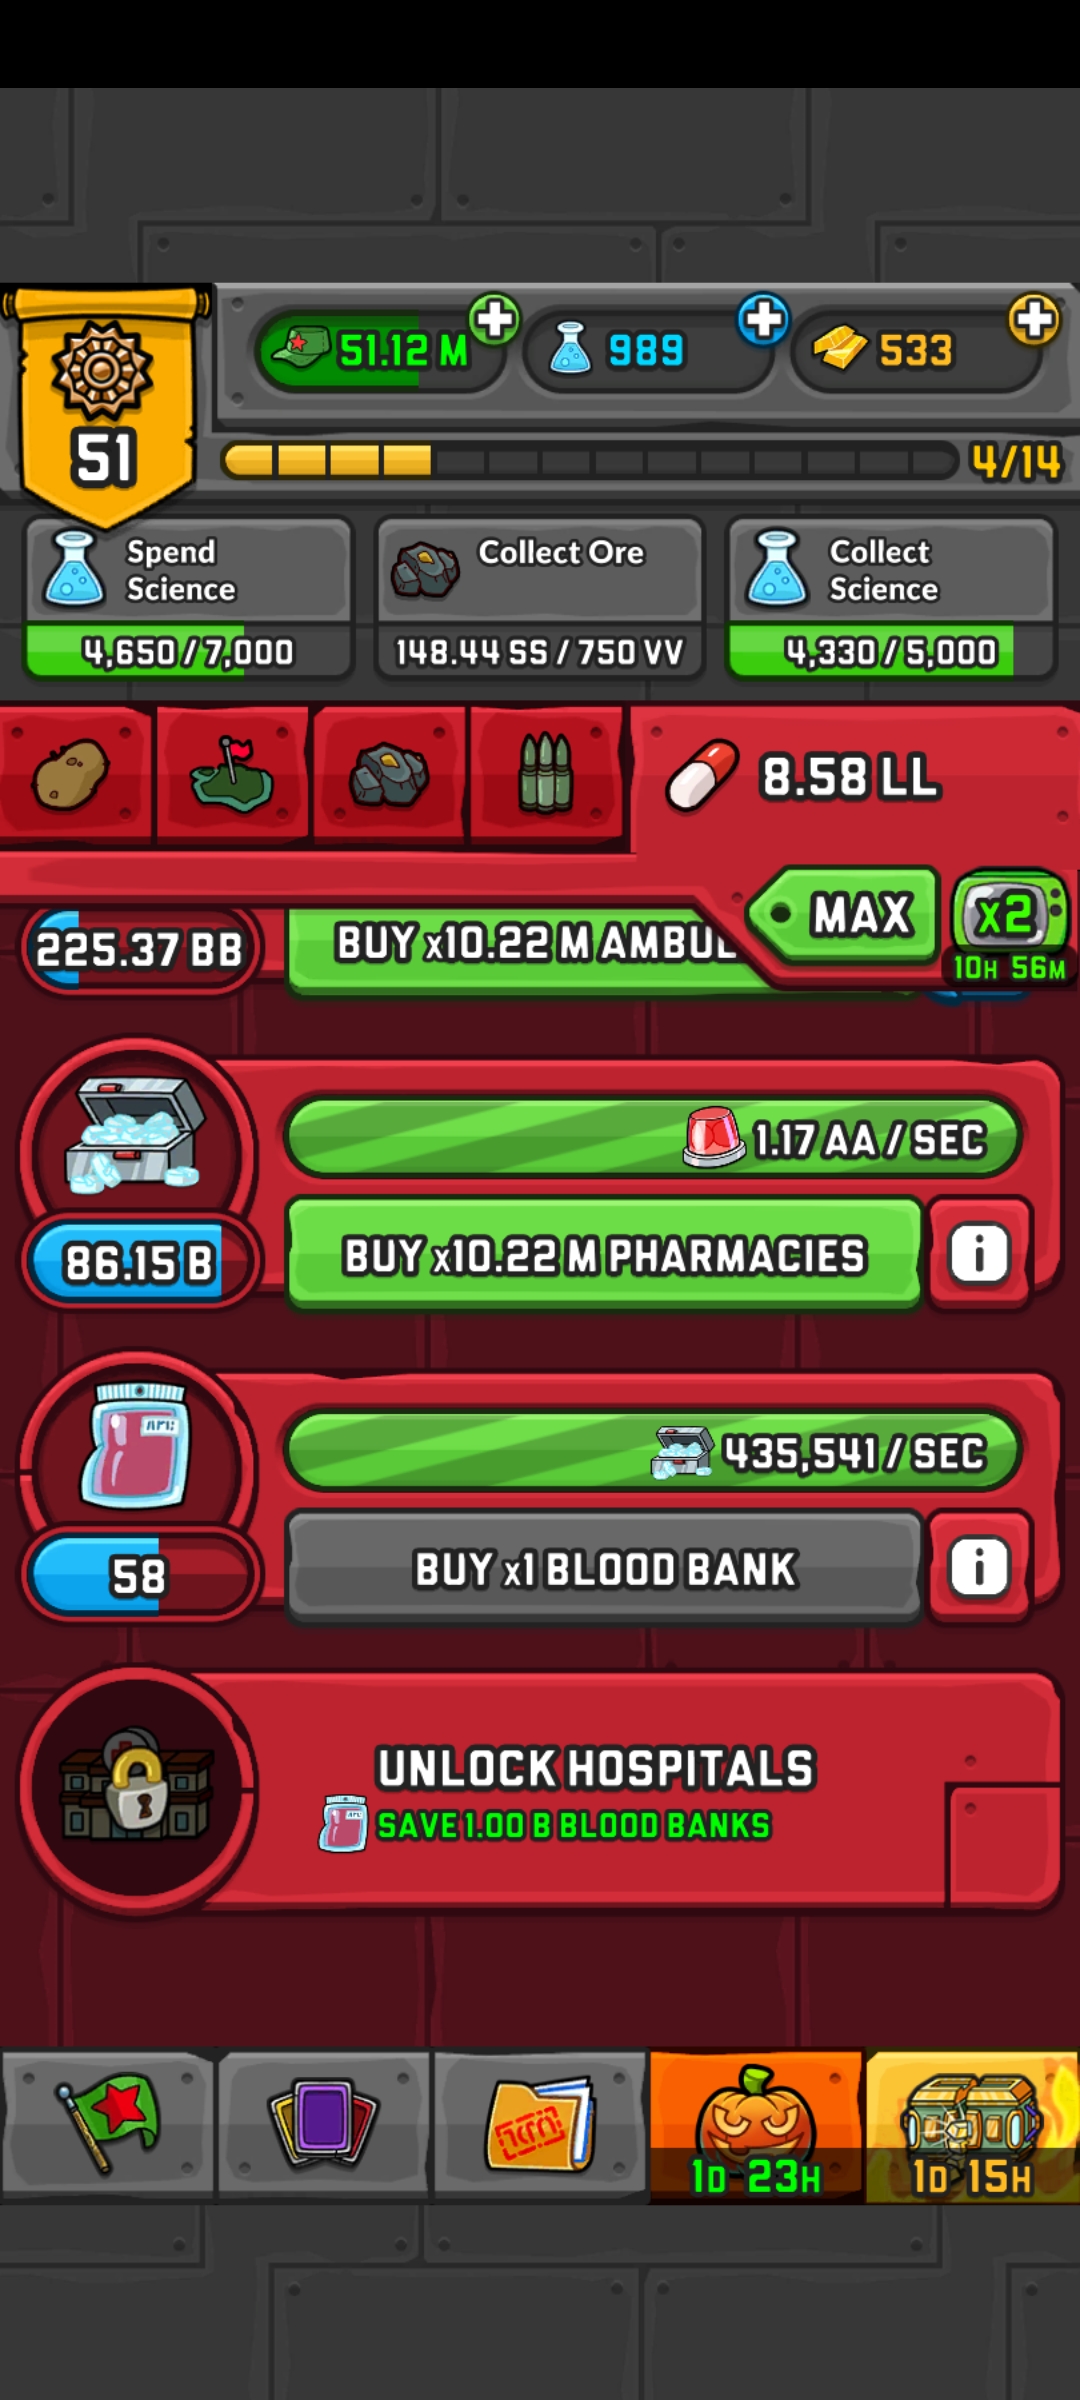 51.12 M
989
533
51
4/14
Spend
Science
4,650/7,000
Collect Ore
148.44 SS/750 VV
Collect
Science
4,330/5,000
8.58 LL
MAX
x2
10H 56M
225.37 BB
BUY x10.22 M AMBUL
1.17 AA/SEC
86.15 B
BUY x10.22 M PHARMACIES
i
435,541/SEC
58
BUY x1 BLOOD BANK
i
UNLOCK HOSPITALS
SAVE 1.00 B BLOOD BANKS
1D 23H
1D 15H